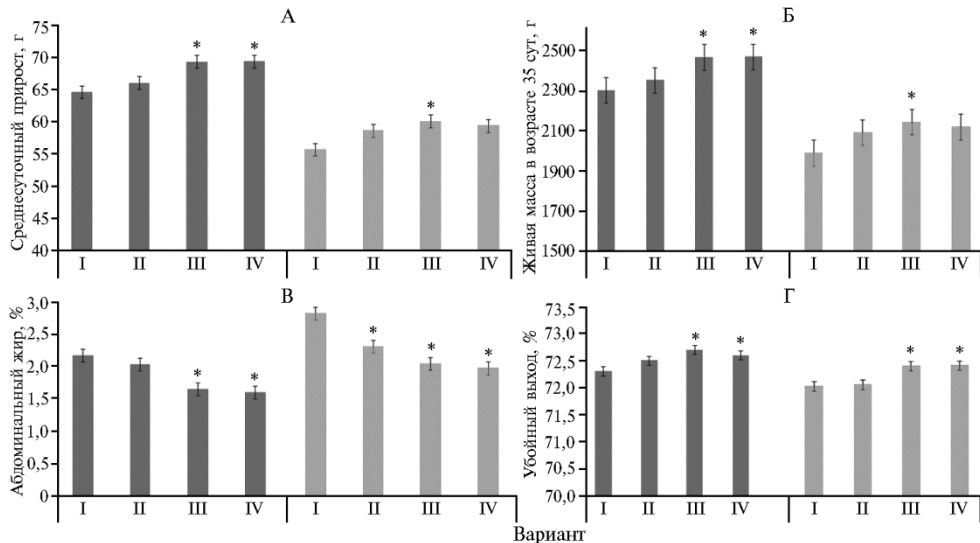 А
Среднесуточный прирост, г
75
70
65
60
55
50
45
40
* * *
I II III IV I II III IV
Б
Живая масса в возрасте 35 сут, г
2500
2300
2100
1900
1700
1500
* * *
I II III IV I II III IV
В
Абдоминальный жир, %
3,0
2,5
2,0
1,5
1,0
0,5
0
* * * * *
I II III IV I II III IV
Г
Убойный выход, %
73,5
73,0
72,5
72,0
71,5
71,0
70,5
70,0
* * * *
I II III IV I II III IV
Вариант